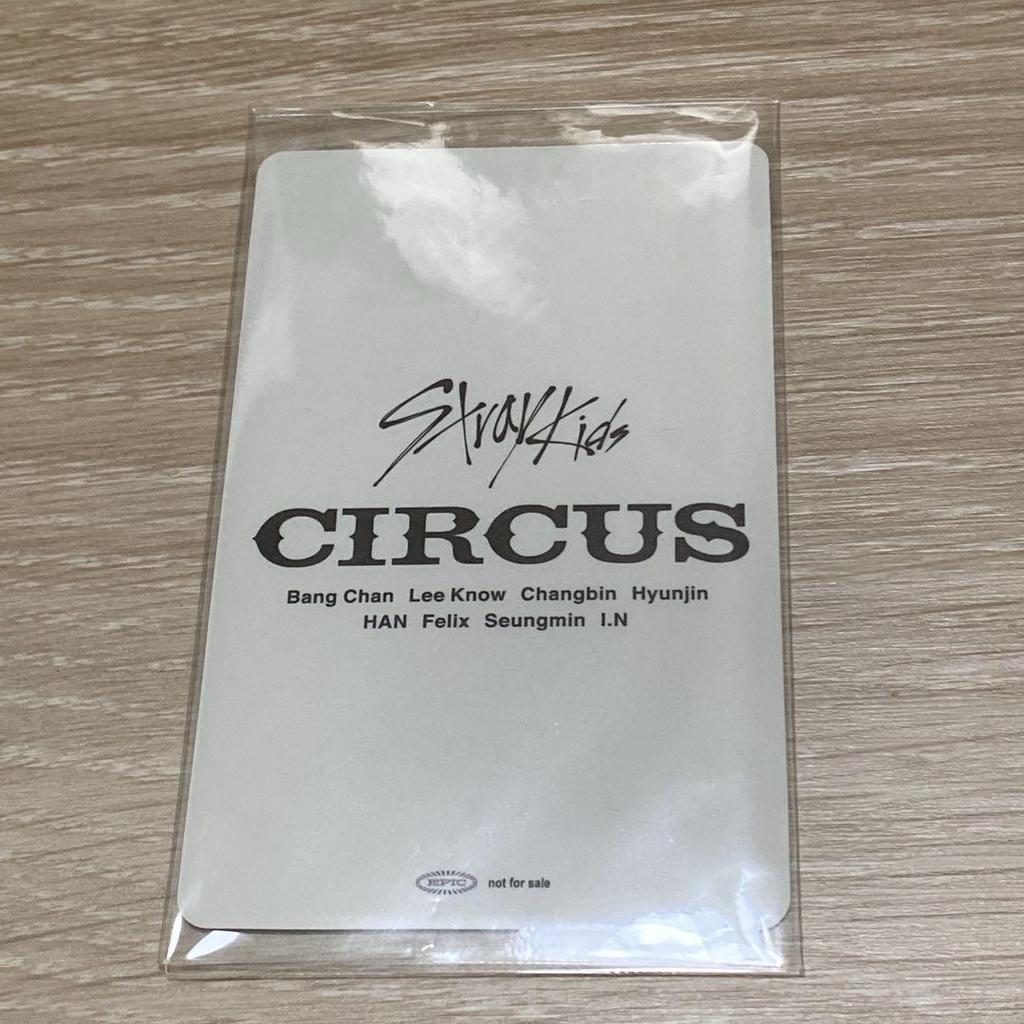 Stray Kids
CIRCUS
Bang Chan Lee Know Changbin Hyunjin
HAN Felix Seungmin I.N
EPIC not for sale